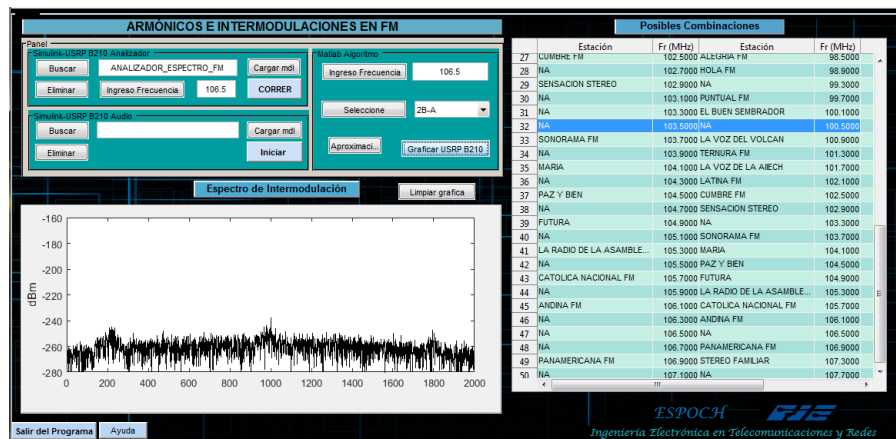 ARMÓNICOS E INTERMODULACIONES EN FM
Panel
Simulink-USRP B210 Analizador
Buscar ANALIZADOR_ESPECTRO_FM Cargar mdl
Eliminar Ingreso Frecuencia 106.5 CORRER
Simulink-USRP B210 Audio
Buscar Cargar mdl
Eliminar Iniciar
Matlab Algoritmo
Ingreso Frecuencia 106.5
Seleccione 2B-A
Aproximaci... Graficar USRP B210
Espectro de Intermodulación Limpiar grafica
-160
-180
-200
-220
-240
-260
-280
dBm
0 200 400 600 800 1000 1200 1400 1600 1800 2000
Posibles Combinaciones
Estación Fr (MHz) Estación Fr (MHz)
27 CUMBRE FM 102.5000 ALEGRIA FM 98.5000
28 NA 102.7000 HOLA FM 98.9000
29 SENSACION STEREO 102.9000 NA 99.3000
30 NA 103.1000 PUNTUAL FM 99.7000
31 NA 103.3000 EL BUEN SEMBRADOR 100.1000
32 NA 103.5000 NA 100.5000
33 SONORAMA FM 103.7000 LA VOZ DEL VOLCAN 100.9000
34 NA 103.9000 TERNURA FM 101.3000
35 MARIA 104.1000 LA VOZ DE LA AIECH 101.7000
36 NA 104.3000 LATINA FM 102.1000
37 PAZ Y BIEN 104.5000 CUMBRE FM 102.5000
38 NA 104.7000 SENSACION STEREO 102.9000
39 FUTURA 104.9000 NA 103.3000
40 NA 105.1000 SONORAMA FM 103.7000
41 LA RADIO DE LA ASAMBLE... 105.3000 MARIA 104.1000
42 NA 105.5000 PAZ Y BIEN 104.5000
43 CATOLICA NACIONAL FM 105.7000 FUTURA 104.9000
44 NA 105.9000 LA RADIO DE LA ASAMBLE... 105.3000
45 ANDINA FM 106.1000 CATOLICA NACIONAL FM 105.7000
46 NA 106.3000 ANDINA FM 106.1000
47 NA 106.5000 NA 106.5000
48 NA 106.7000 PANAMERICANA FM 106.9000
49 PANAMERICANA FM 106.9000 STEREO FAMILIAR 107.3000
50 NA 107.1000 NA 107.7000
ESPOCH FIE
Ingeniería Electrónica en Telecomunicaciones y Redes
Salir del Programa Ayuda